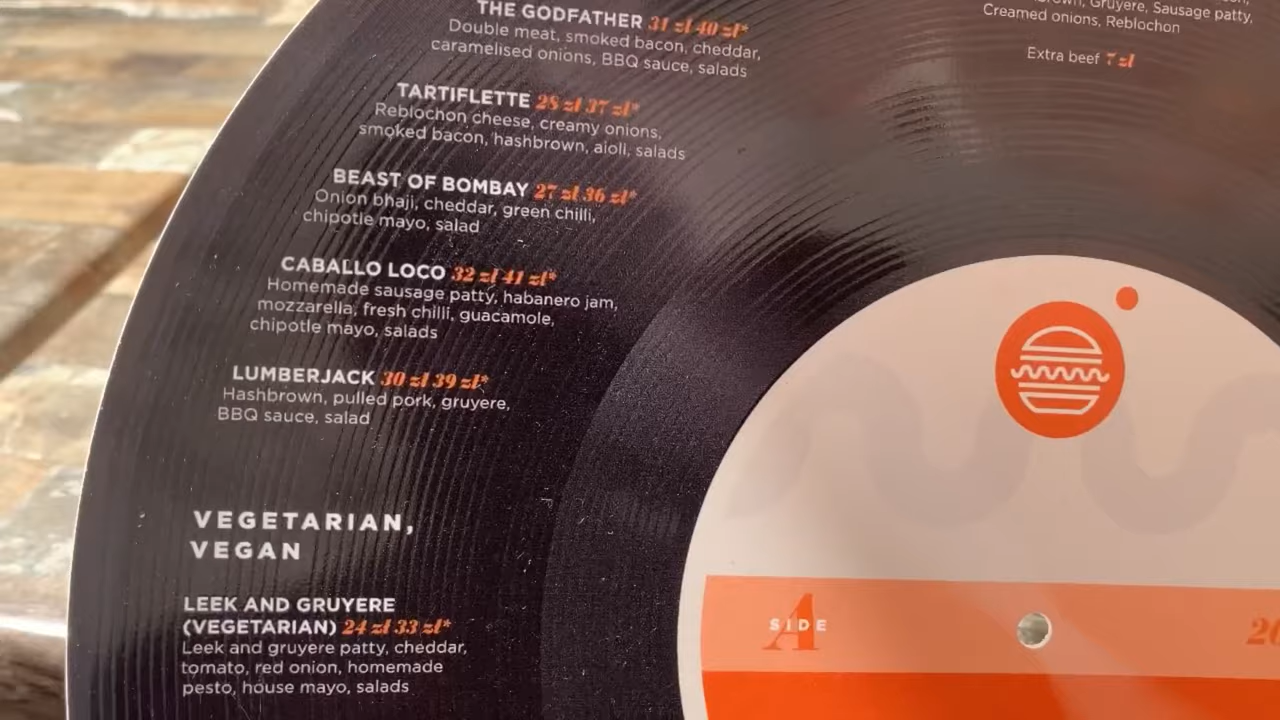 THE GODFATHER 31 zł 40 zł*
Double meat, smoked bacon, cheddar,
caramelised onions, BBQ sauce, salads
TARTIFLETTE 28 zł 37 zł*
Reblochon cheese, creamy onions,
smoked bacon, hashbrown, aioli, salads
BEAST OF BOMBAY 27 zł 36 zł*
Onion bhaji, cheddar, green chilli,
chipotle mayo, salad
CABALLO LOCO 32 zł 41 zł*
Homemade sausage patty, habanero jam,
mozzarella, fresh chilli, guacamole,
chipotle mayo, salads
LUMBERJACK 30 zł 39 zł*
Hashbrown, pulled pork, gruyere,
BBQ sauce, salad
VEGETARIAN,
VEGAN
LEEK AND GRUYERE
(VEGETARIAN) 24 zł 33 zł*
Leek and gruyere patty, cheddar,
tomato, red onion, homemade
pesto, house mayo, salads
Gruyere, Sausage patty,
Creamed onions, Reblochon
Extra beef 7 zł
A SIDE